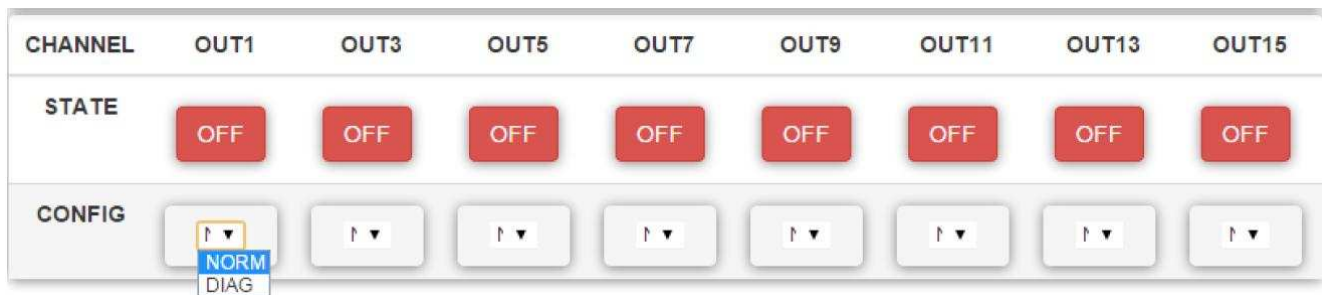 CHANNEL OUT1 OUT3 OUT5 OUT7 OUT9 OUT11 OUT13 OUT15
STATE OFF OFF OFF OFF OFF OFF OFF OFF
CONFIG
NORM
DIAG